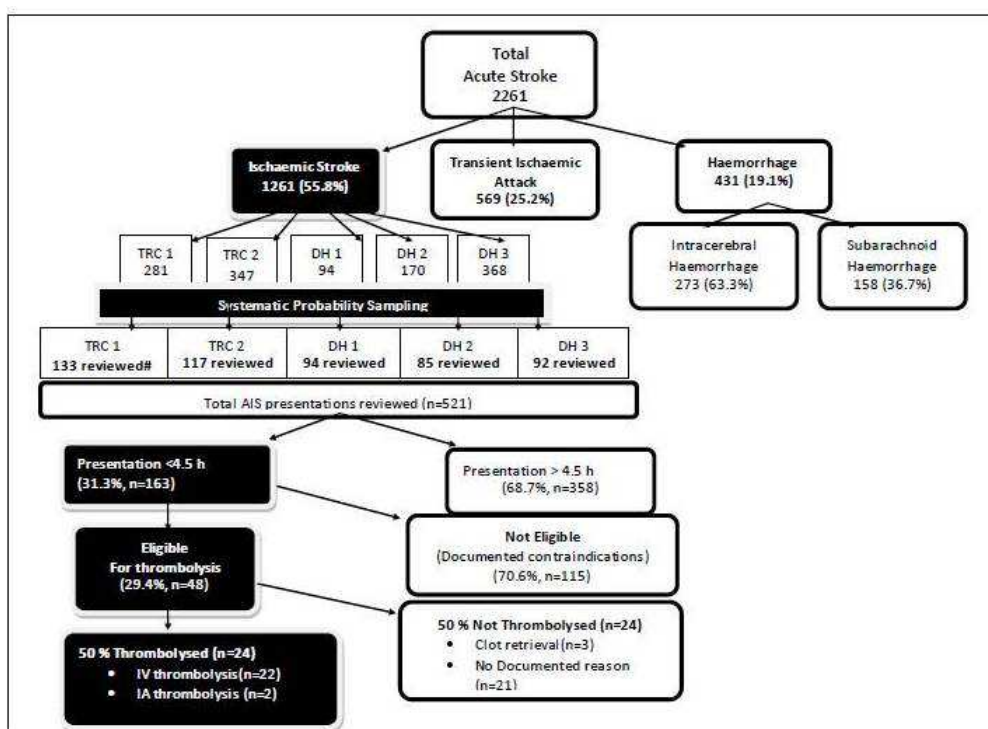 Total
Acute Stroke
2261
Ischaemic Stroke
1261 (55.8%)
Transient Ischaemic
Attack
569 (25.2%)
Haemorrhage
431 (19.1%)
Intracerebral
Haemorrhage
273 (63.3%)
Subarachnoid
Haemorrhage
158 (36.7%)
TRC 1
281
TRC 2
347
DH 1
94
DH 2
170
DH 3
368
Systematic Probability Sampling
TRC 1
133 reviewed#
TRC 2
117 reviewed
DH 1
94 reviewed
DH 2
85 reviewed
DH 3
92 reviewed
Total AIS presentations reviewed (n=521)
Presentation <4.5 h
(31.3%, n=163)
Presentation > 4.5 h
(68.7%, n=358)
Not Eligible
(Documented contraindications)
(70.6%, n=115)
Eligible
For thrombolysis
(29.4%, n=48)
50 % Not Thrombolysed (n=24)
• Clot retrieval(n=3)
• No Documented reason
(n=21)
50 % Thrombolysed (n=24)
• IV thrombolysis(n=22)
• IA thrombolysis (n=2)